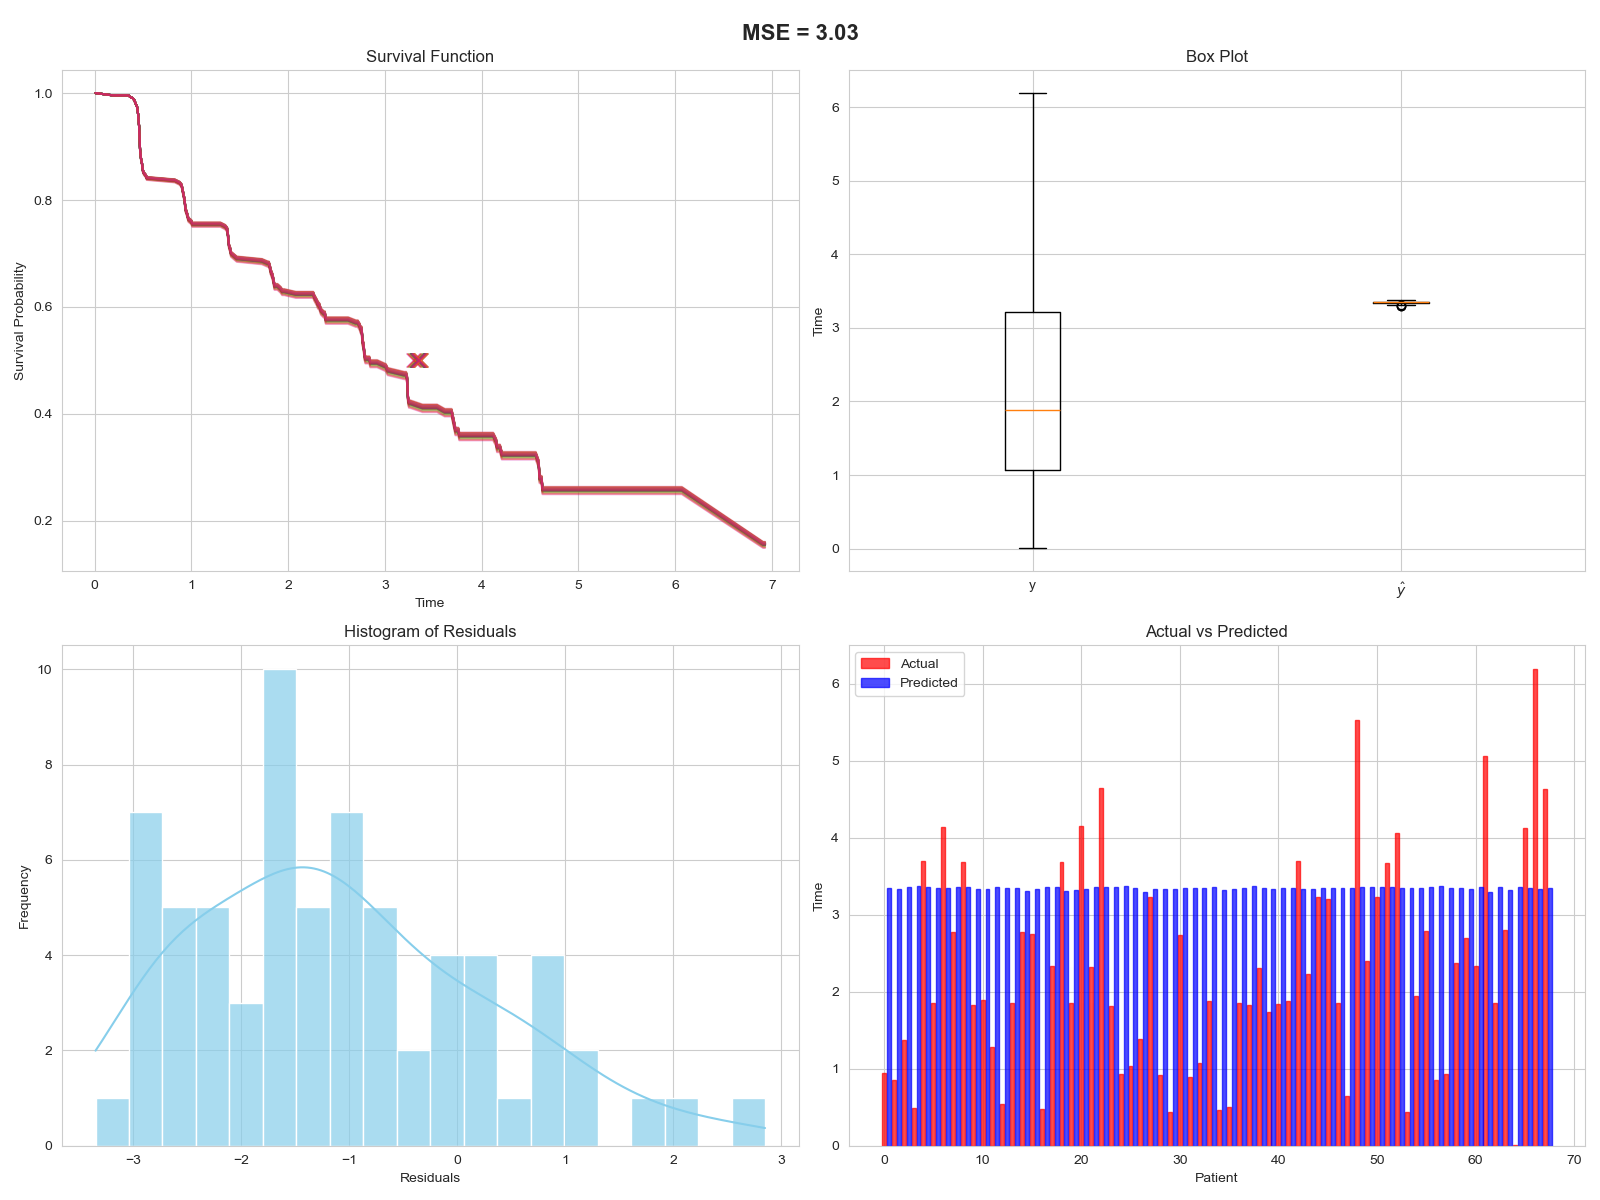 MSE = 3.03
Survival Function
Survival Probability
1.0
0.8
0.6
0.4
0.2
0 1 2 3 4 5 6 7
Time
Box Plot
Time
6
5
4
3
2
1
0
y ŷ
Histogram of Residuals
Frequency
10
8
6
4
2
0
−3 −2 −1 0 1 2 3
Residuals
Actual vs Predicted
Actual
Predicted
Time
6
5
4
3
2
1
0
0 10 20 30 40 50 60 70
Patient